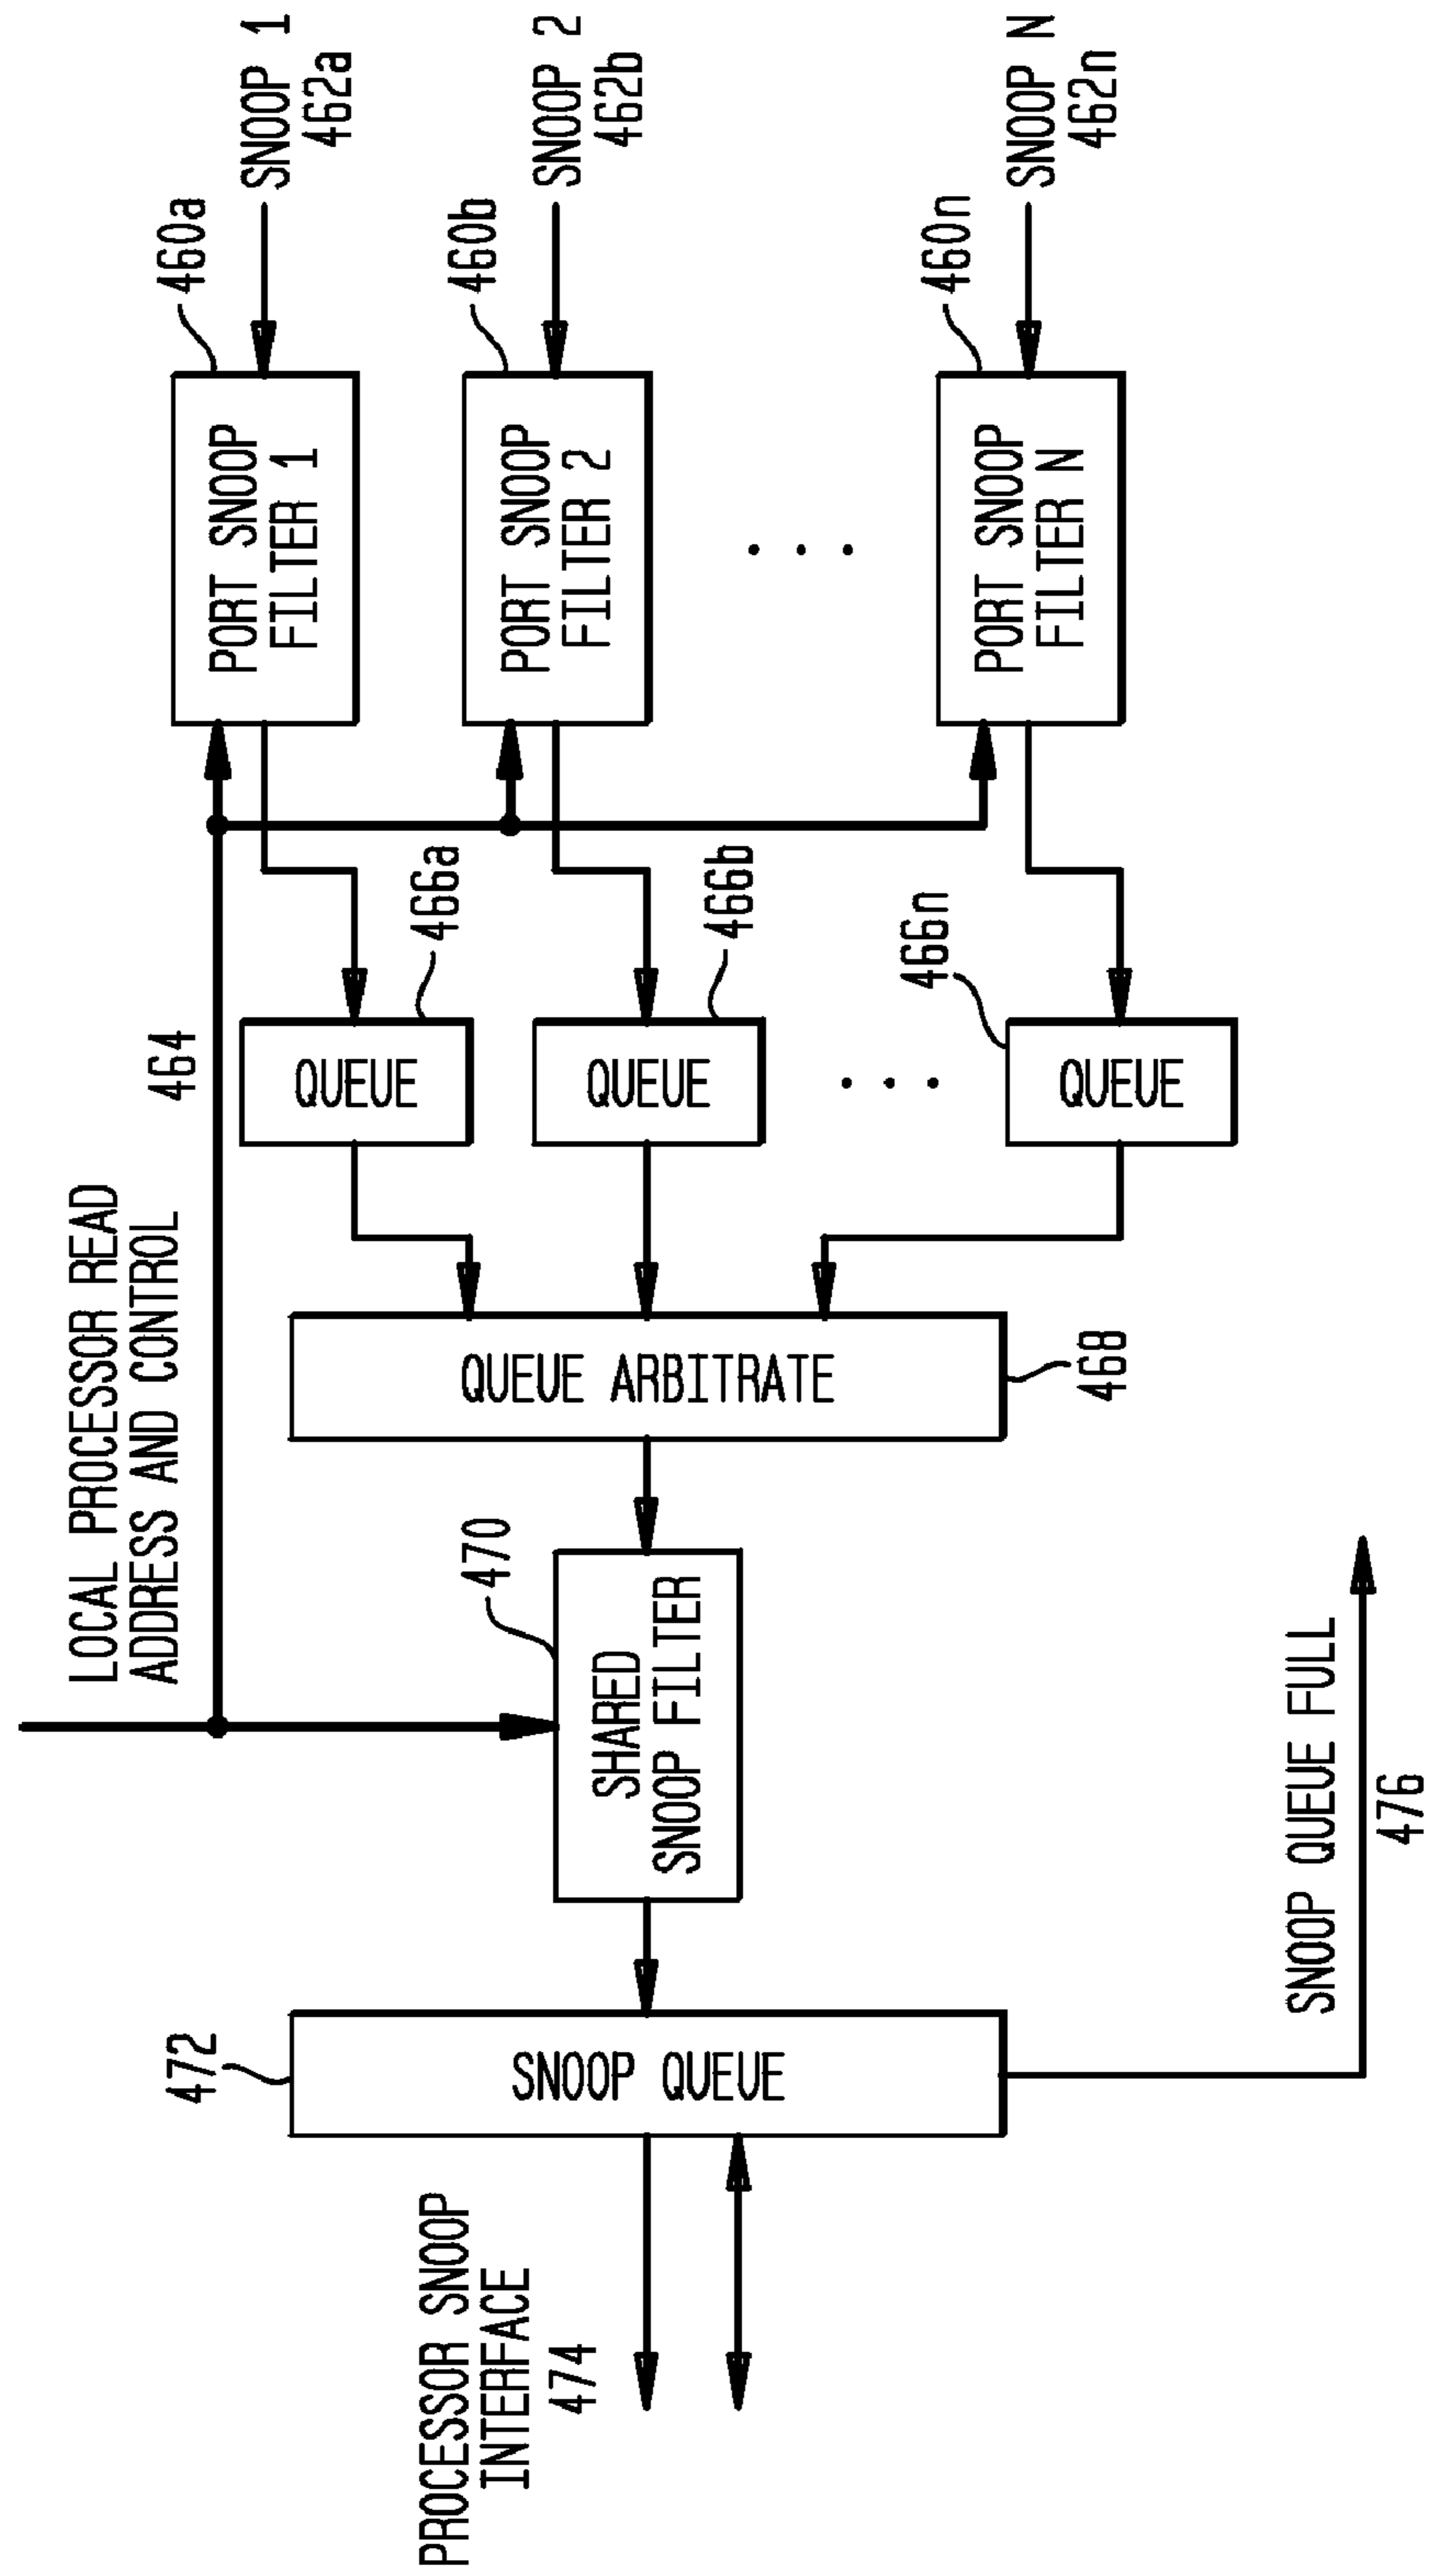 LOCAL PROCESSOR READ
ADDRESS AND CONTROL
464
PROCESSOR SNOOP
INTERFACE
474
472
SNOOP QUEUE
470
SHARED
SNOOP FILTER
QUEUE ARBITRATE
468
QUEUE
466a
QUEUE
466b
. . .
QUEUE
466n
PORT SNOOP
FILTER 1
460a
PORT SNOOP
FILTER 2
460b
. . .
PORT SNOOP
FILTER N
460n
SNOOP 1
462a
SNOOP 2
462b
SNOOP N
462n
SNOOP QUEUE FULL
476